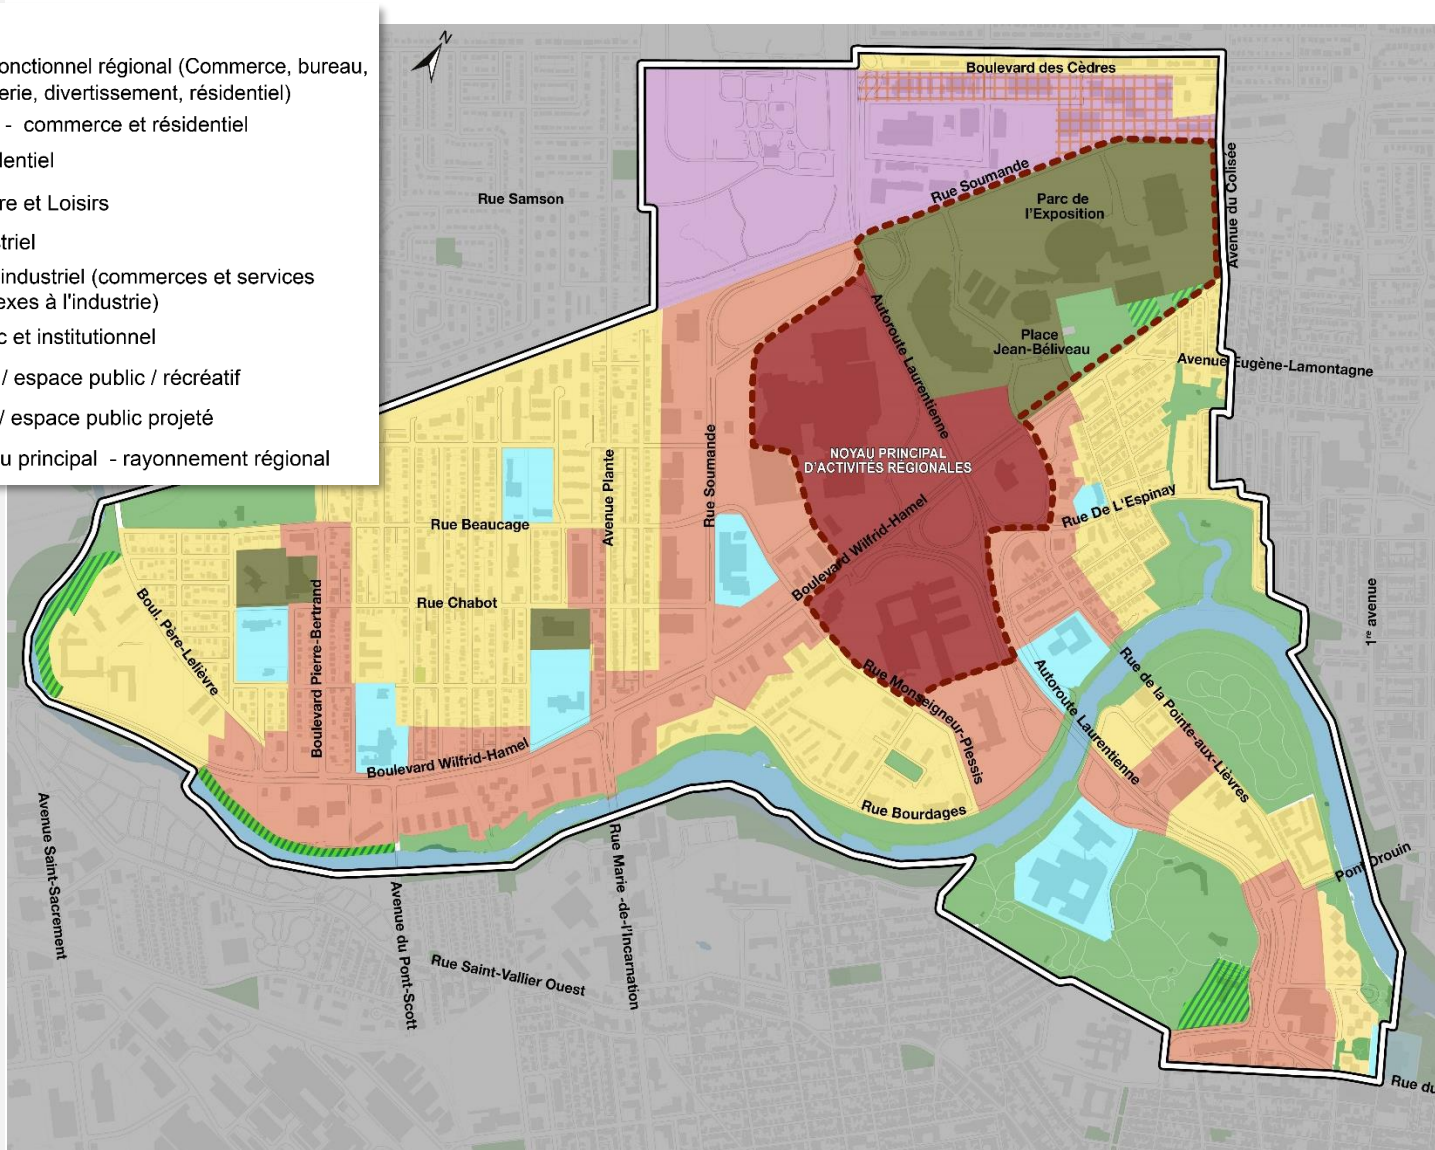 onctionnel régional (Commerce, bureau,
erie, divertissement, résidentiel)
- commerce et résidentiel
dentiel
re et Loisirs
striel
industriel (commerces et services
exes à l'industrie)
c et institutionnel
/ espace public / récréatif
/ espace public projeté
u principal - rayonnement régional
N
Boulevard des Cèdres
Rue Samson
Rue Soumande
Avenue du Colisée
Parc de
l'Exposition
Autoroute Laurentienne
Place
Jean-Béliveau
Avenue Eugène-Lamontagne
NOYAU PRINCIPAL
D'ACTIVITÉS RÉGIONALES
Rue Soumande
Avenue Plante
Rue Beaucage
Boulevard Wilfrid-Hamel
Rue De L'Espinay
Rue Chabot
Boul. Père-Lelièvre
Boulevard Pierre-Bertrand
1re avenue
Rue Monseigneur-Plessis
Autoroute Laurentienne
Rue de la Pointe-aux-Lièvres
Boulevard Wilfrid-Hamel
Rue Bourdages
Pont Drouin
Avenue Saint-Sacrement
Avenue du Pont-Scott
Rue Marie -de-l'Incarnation
Rue Saint-Vallier Ouest
Rue du